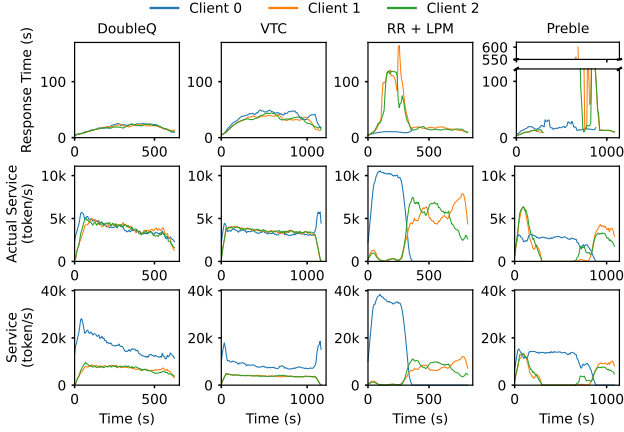 Client 0 Client 1 Client 2
DoubleQ VTC RR + LPM Preble
Response Time (s)
100
0
0 500
100
0
0 1000
100
0
0 500
600
550
100
0
0 1000
Actual Service
(token/s)
10k
5k
0
0 500
10k
5k
0
0 1000
10k
5k
0
0 500
10k
5k
0
0 1000
Service
(token/s)
40k
20k
0
0 500
40k
20k
0
0 1000
40k
20k
0
0 500
40k
20k
0
0 1000
Time (s) Time (s) Time (s) Time (s)